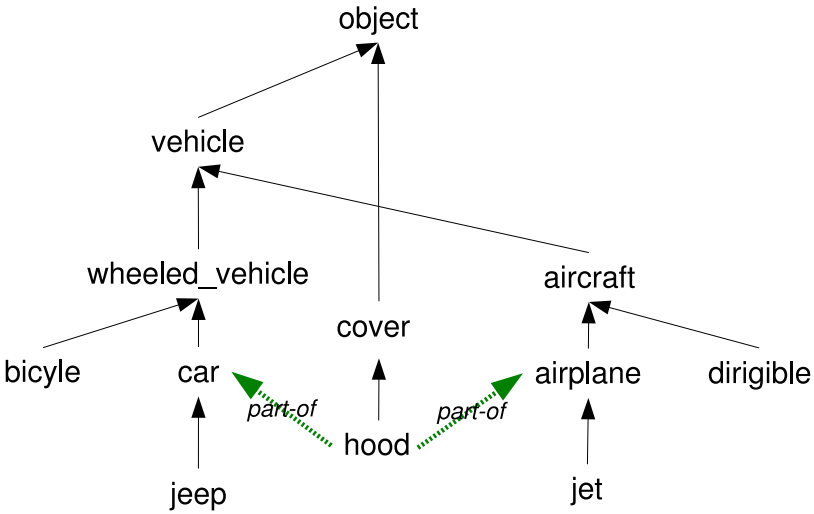 object
vehicle
wheeled_vehicle
aircraft
cover
bicyle
car
airplane
dirigible
part-of
part-of
hood
jeep
jet